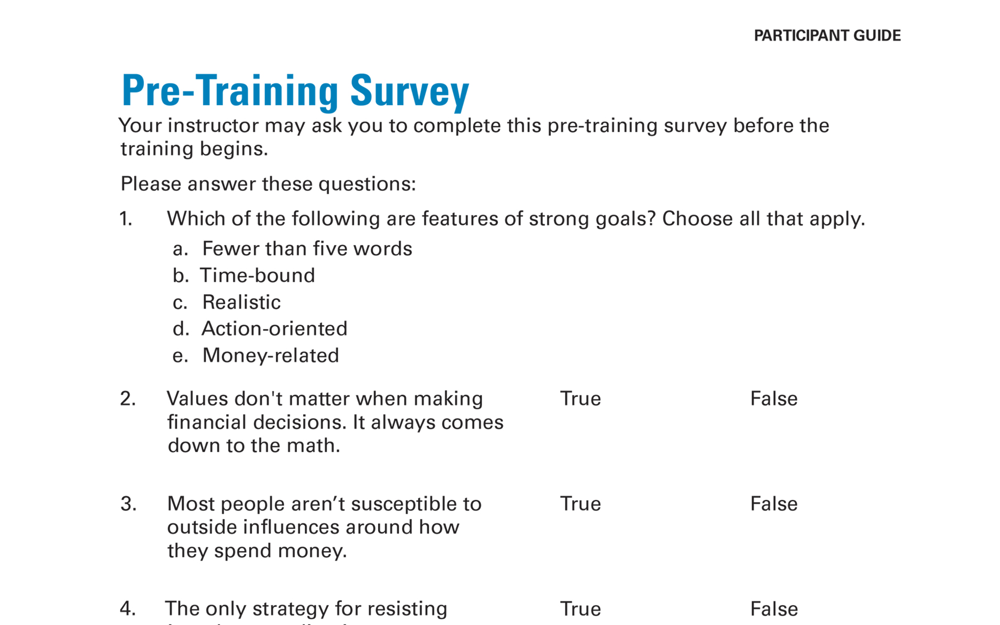 PARTICIPANT GUIDE
Pre-Training Survey
Your instructor may ask you to complete this pre-training survey before the
training begins.
Please answer these questions:
1. Which of the following are features of strong goals? Choose all that apply.
a. Fewer than five words
b. Time-bound
c. Realistic
d. Action-oriented
e. Money-related
2. Values don't matter when making True False
financial decisions. It always comes
down to the math.
3. Most people aren’t susceptible to True False
outside influences around how
they spend money.
4. The only strategy for resisting True False